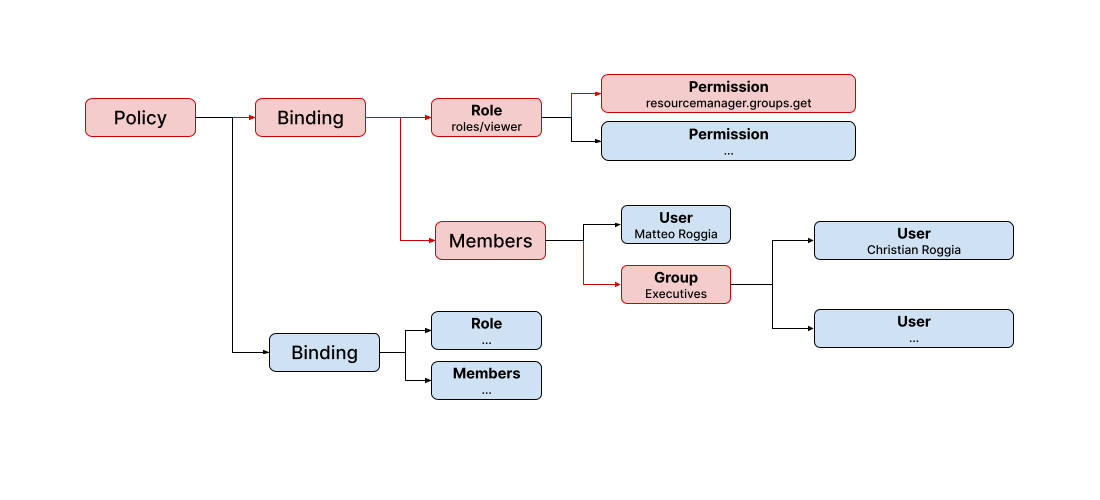 Policy
Binding
Role
roles/viewer
Permission
resourcemanager.groups.get
Permission
...
Members
User
Matteo Roggia
Group
Executives
User
Christian Roggia
User
...
Binding
Role
...
Members
...